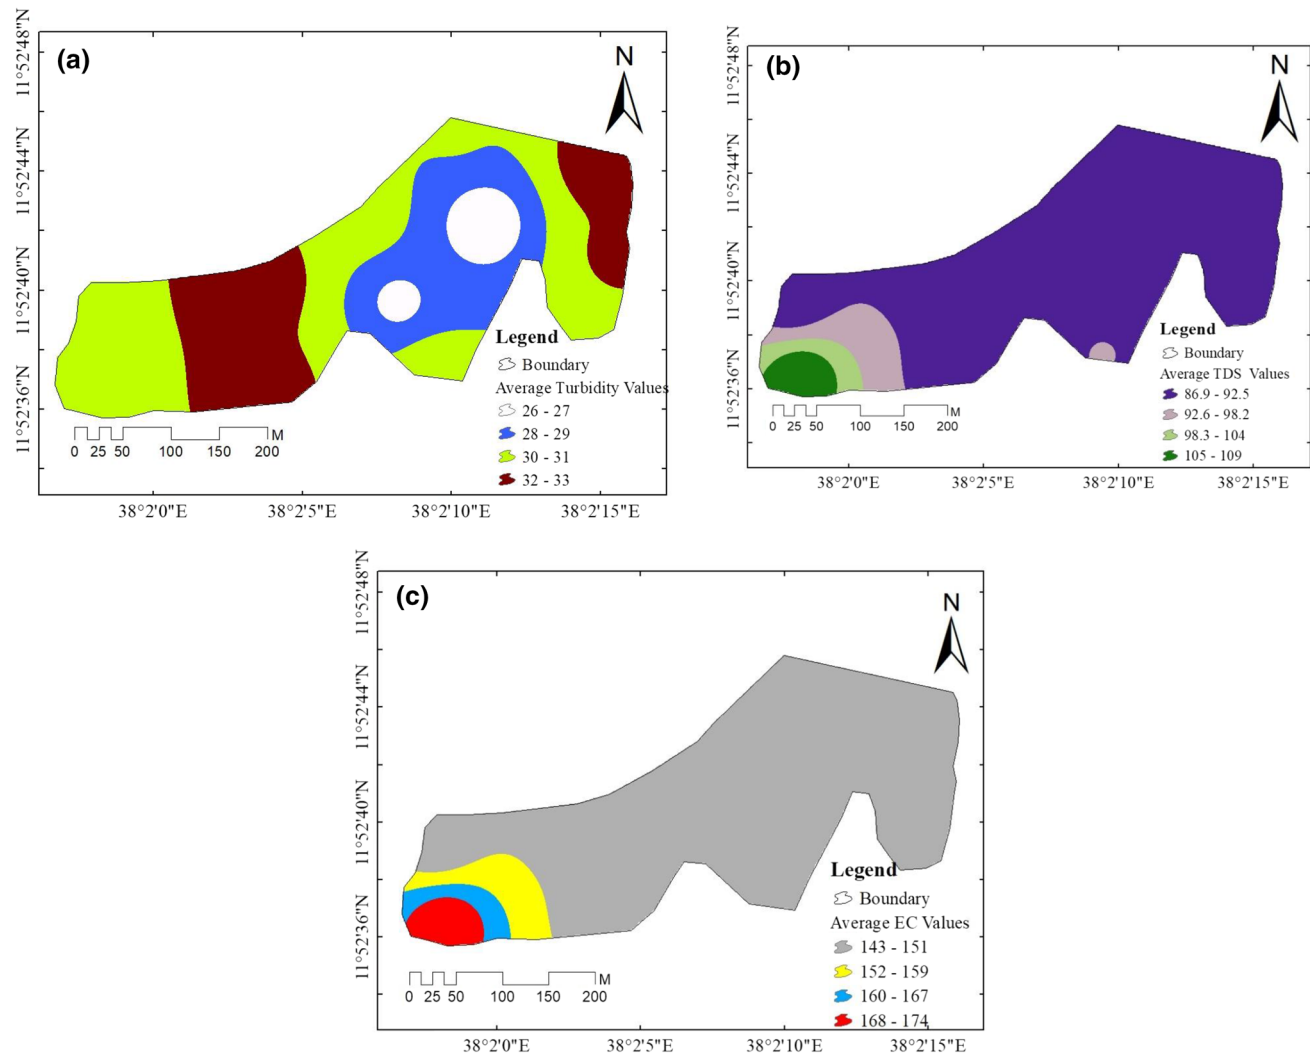 (a)
N
11°52'48"N
11°52'44"N
11°52'40"N
11°52'36"N
Legend
Boundary
Average Turbidity Values
26 - 27
28 - 29
30 - 31
32 - 33
0 25 50 100 150 200 M
38°2'0"E 38°2'5"E 38°2'10"E 38°2'15"E
(b)
N
11°52'48"N
11°52'44"N
11°52'40"N
11°52'36"N
Legend
Boundary
Average TDS Values
86.9 - 92.5
92.6 - 98.2
98.3 - 104
105 - 109
0 25 50 100 150 200 M
38°2'0"E 38°2'5"E 38°2'10"E 38°2'15"E
(c)
N
11°52'48"N
11°52'44"N
11°52'40"N
11°52'36"N
Legend
Boundary
Average EC Values
143 - 151
152 - 159
160 - 167
168 - 174
0 25 50 100 150 200 M
38°2'0"E 38°2'5"E 38°2'10"E 38°2'15"E